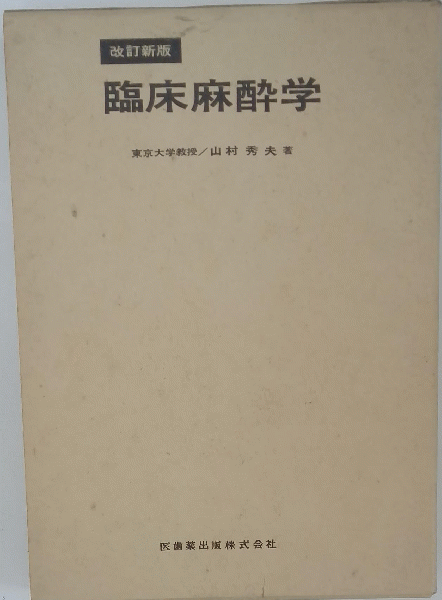 改訂新版
臨床麻酔学
東京大学教授／山村秀夫 著
医歯薬出版株式会社